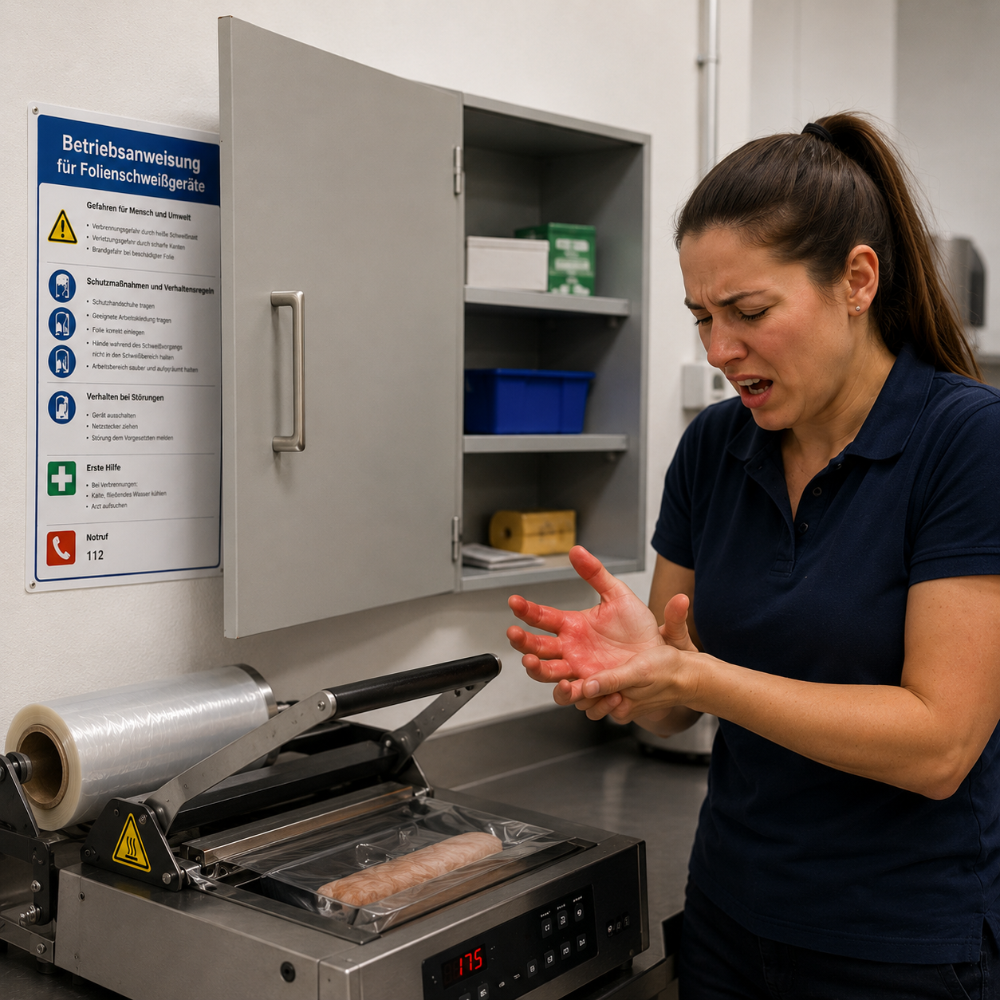 Betriebsanweisung
für Folienschweißgeräte
Gefahren für Mensch und Umwelt
Verbrennungsgefahr durch heiße Schweißnaht
Verletzungsgefahr durch scharfe Kanten
Brandgefahr bei beschädigter Folie
Schutzmaßnahmen und Verhaltensregeln
Schutzhandschuhe tragen
Geeignete Arbeitskleidung tragen
Folie korrekt einlegen
Hände während des Schweißvorgangs
nicht in den Schweißbereich halten
Arbeitsbereich sauber und aufgeräumt halten
Verhalten bei Störungen
Gerät ausschalten
Netzstecker ziehen
Störung dem Vorgesetzten melden
Erste Hilfe
Bei Verbrennungen:
Kalte, fließendes Wasser kühlen
Arzt aufsuchen
Notruf
112
175